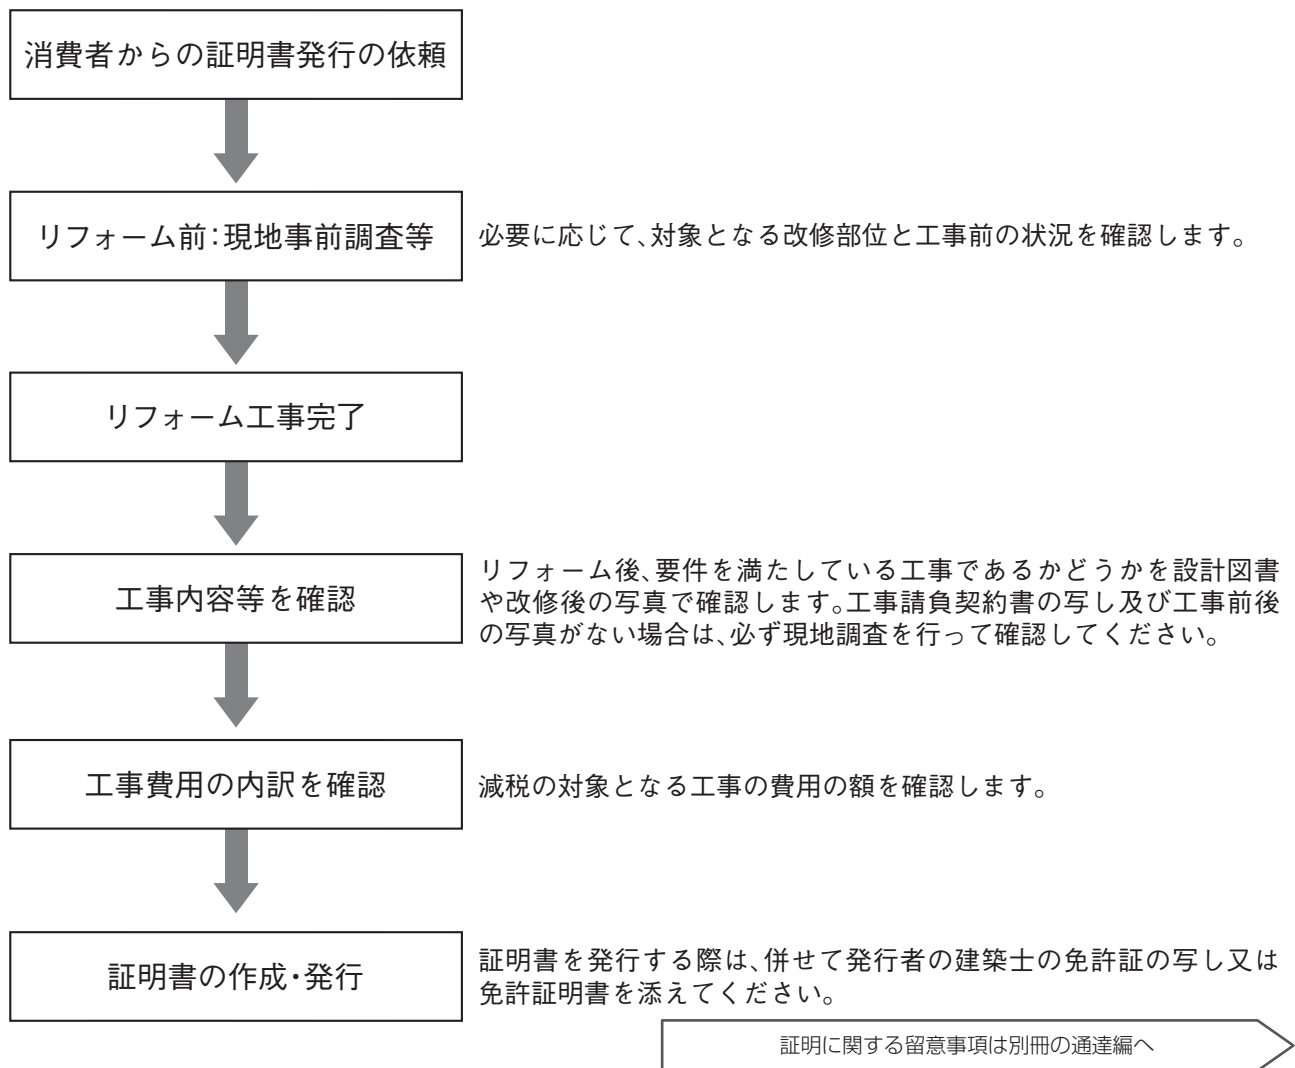 消費者からの証明書発行の依頼
リフォーム前：現地事前調査等
必要に応じて、対象となる改修部位と工事前の状況を確認します。
リフォーム工事完了
工事内容等を確認
リフォーム後、要件を満たしている工事であるかどうかを設計図書
や改修後の写真で確認します。工事請負契約書の写し及び工事前後
の写真がない場合は、必ず現地調査を行って確認してください。
工事費用の内訳を確認
減税の対象となる工事の費用の額を確認します。
証明書の作成・発行
証明書を発行する際は、併せて発行者の建築士の免許証の写し又は
免許証明書を添えてください。
証明に関する留意事項は別冊の通達編へ